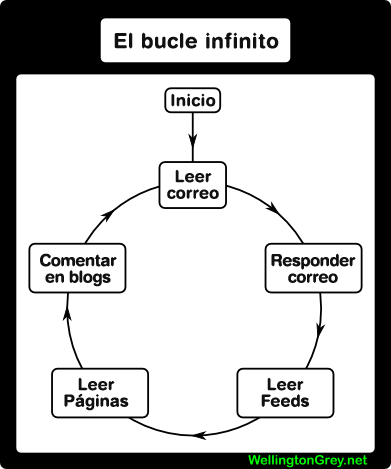 El bucle infinito
Inicio
Leer
correo
Responder
correo
Leer
Feeds
Leer
Páginas
Comentar
en blogs
WellingtonGrey.net